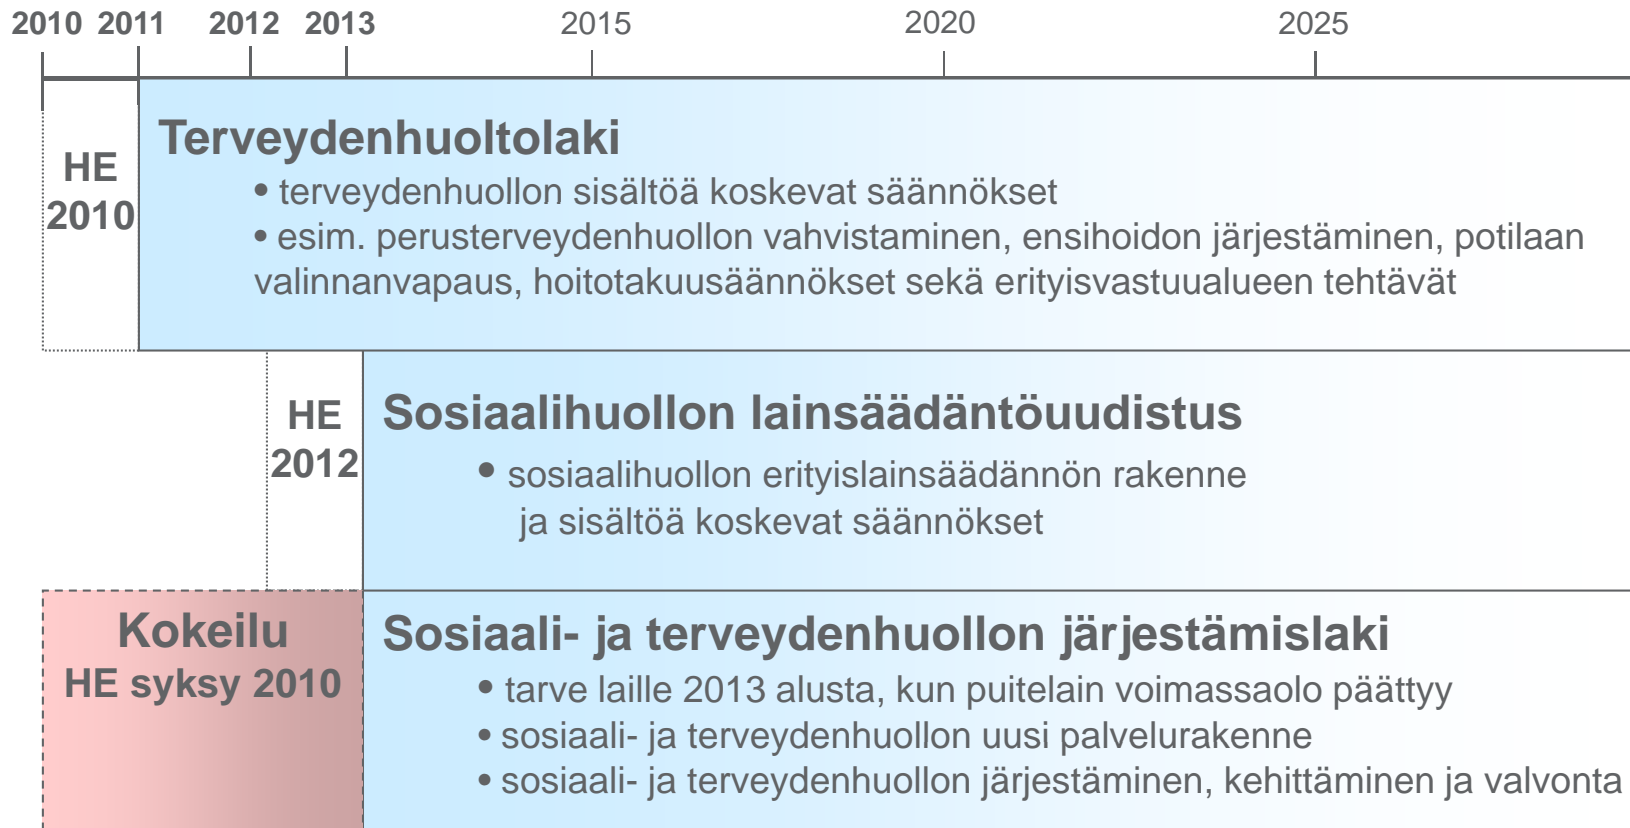 2010 2011 2012 2013 2015 2020 2025
HE
2010
Terveydenhuoltolaki
• terveydenhuollon sisältöä koskevat säännökset
• esim. perusterveydenhuollon vahvistaminen, ensihoidon järjestäminen, potilaan
valinnanvapaus, hoitotakuusäännökset sekä erityisvastuualueen tehtävät
HE
2012
Sosiaalihuollon lainsäädäntöuudistus
• sosiaalihuollon erityislainsäädännön rakenne
ja sisältöä koskevat säännökset
Kokeilu
HE syksy 2010
Sosiaali- ja terveydenhuollon järjestämislaki
• tarve laille 2013 alusta, kun puitelain voimassaolo päättyy
• sosiaali- ja terveydenhuollon uusi palvelurakenne
• sosiaali- ja terveydenhuollon järjestäminen, kehittäminen ja valvonta